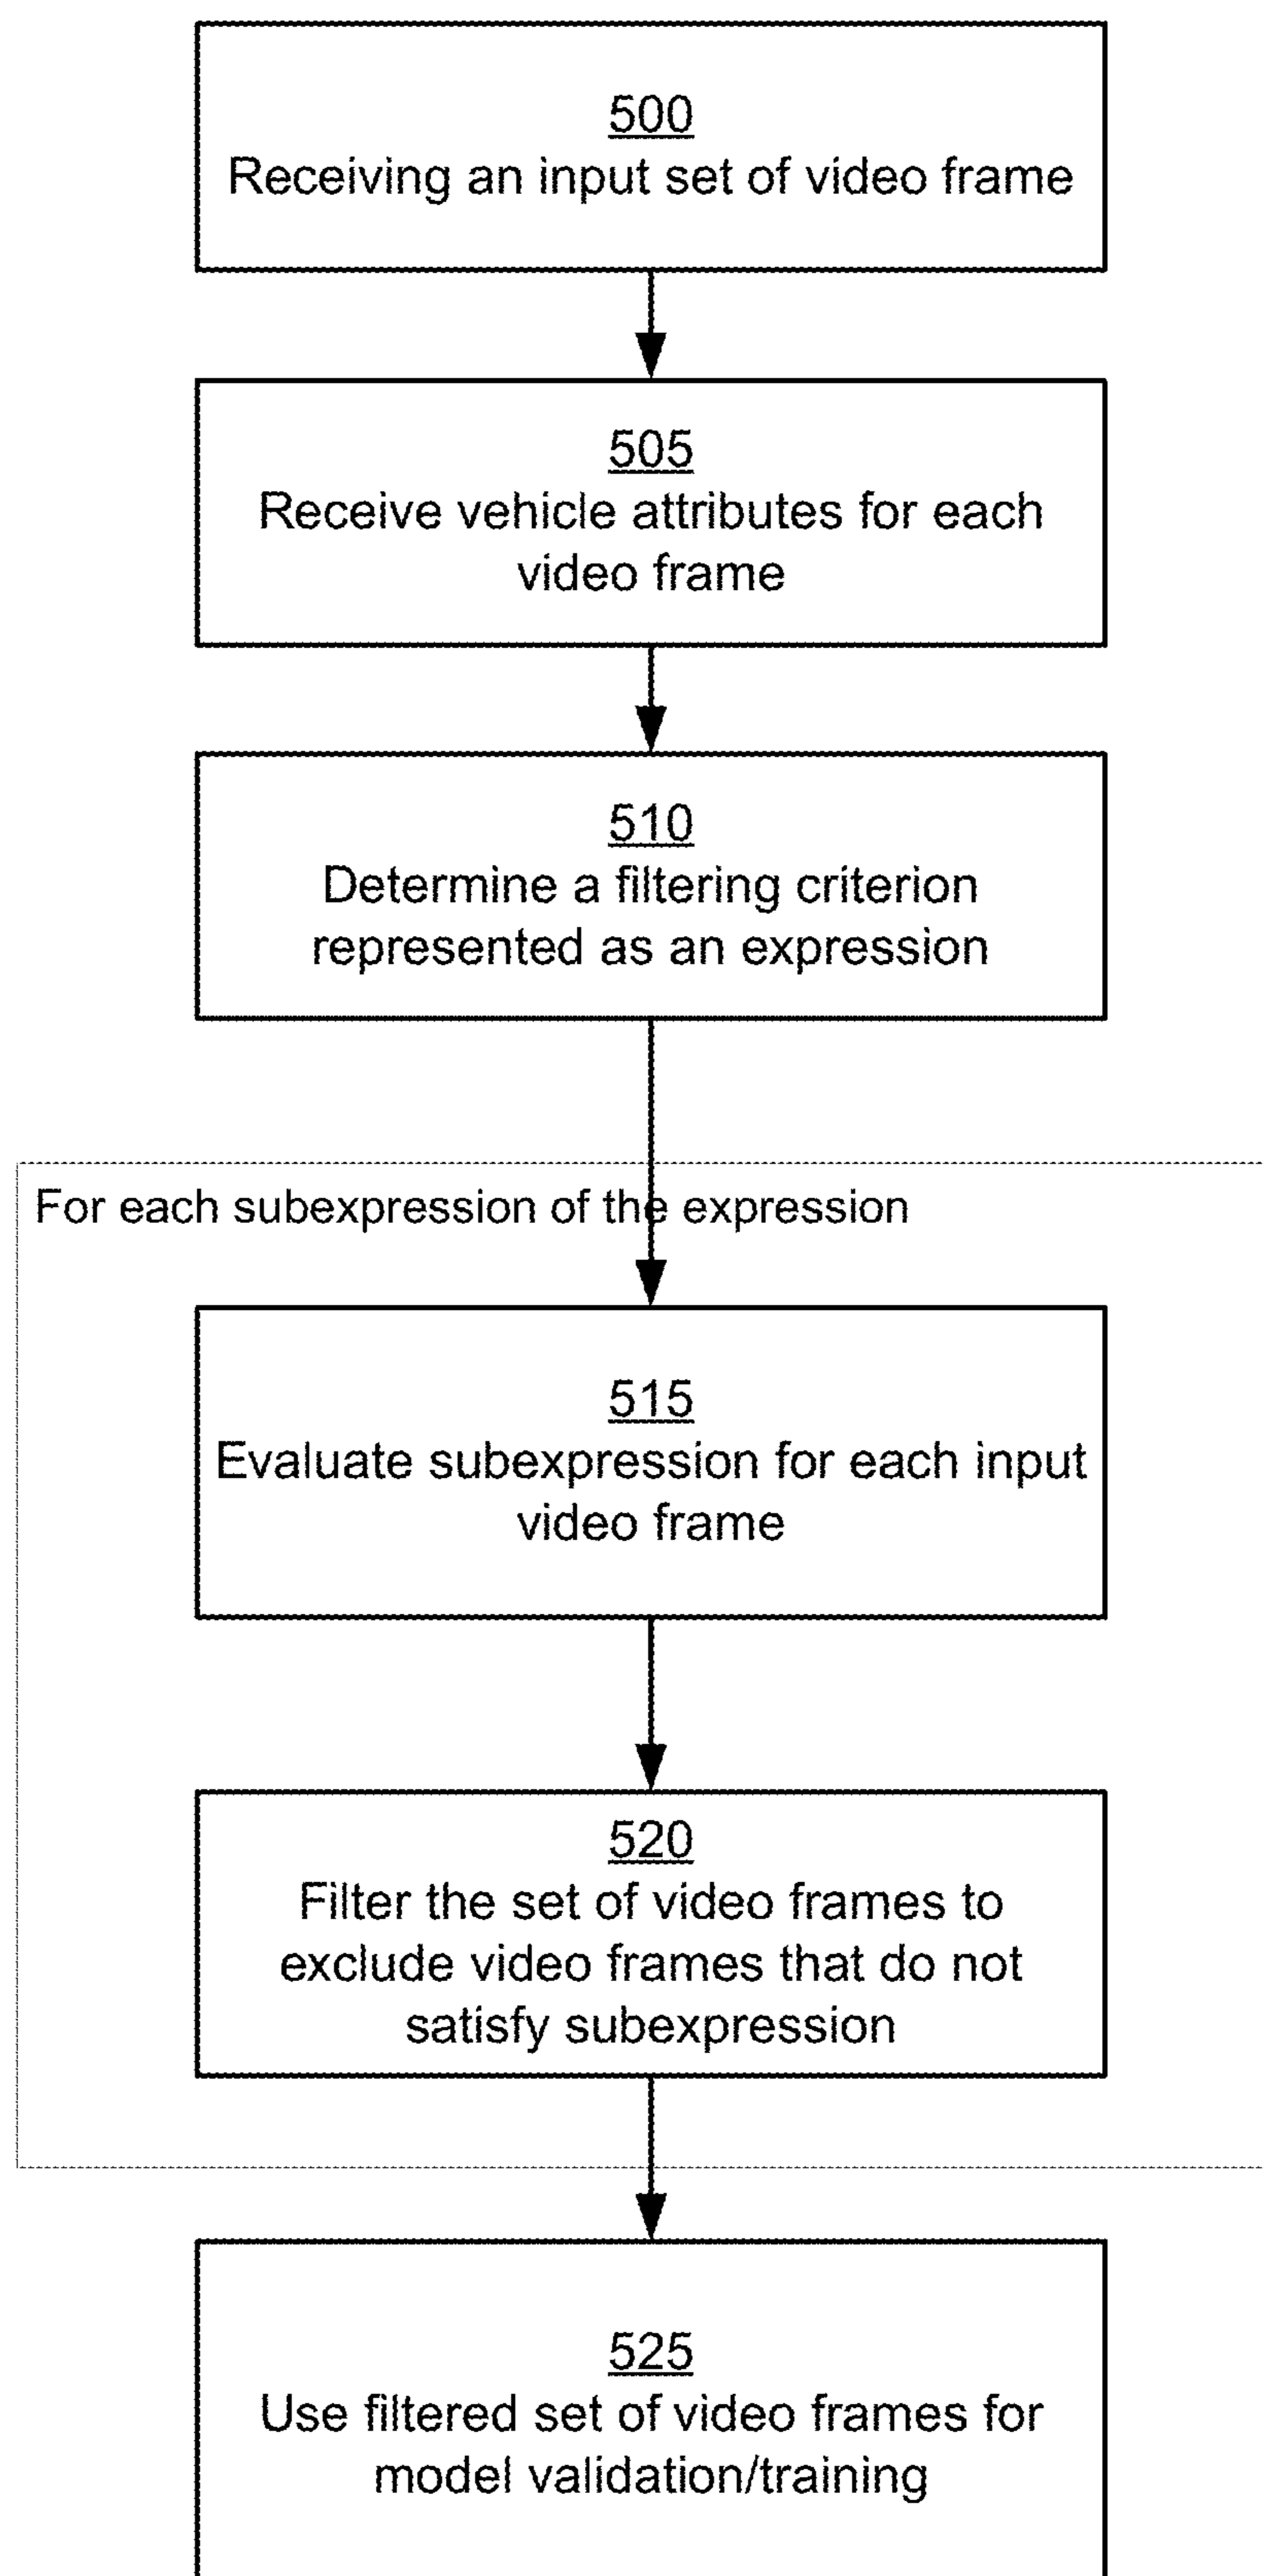 500
Receiving an input set of video frame
505
Receive vehicle attributes for each
video frame
510
Determine a filtering criterion
represented as an expression
For each subexpression of the expression
515
Evaluate subexpression for each input
video frame
520
Filter the set of video frames to
exclude video frames that do not
satisfy subexpression
525
Use filtered set of video frames for
model validation/training